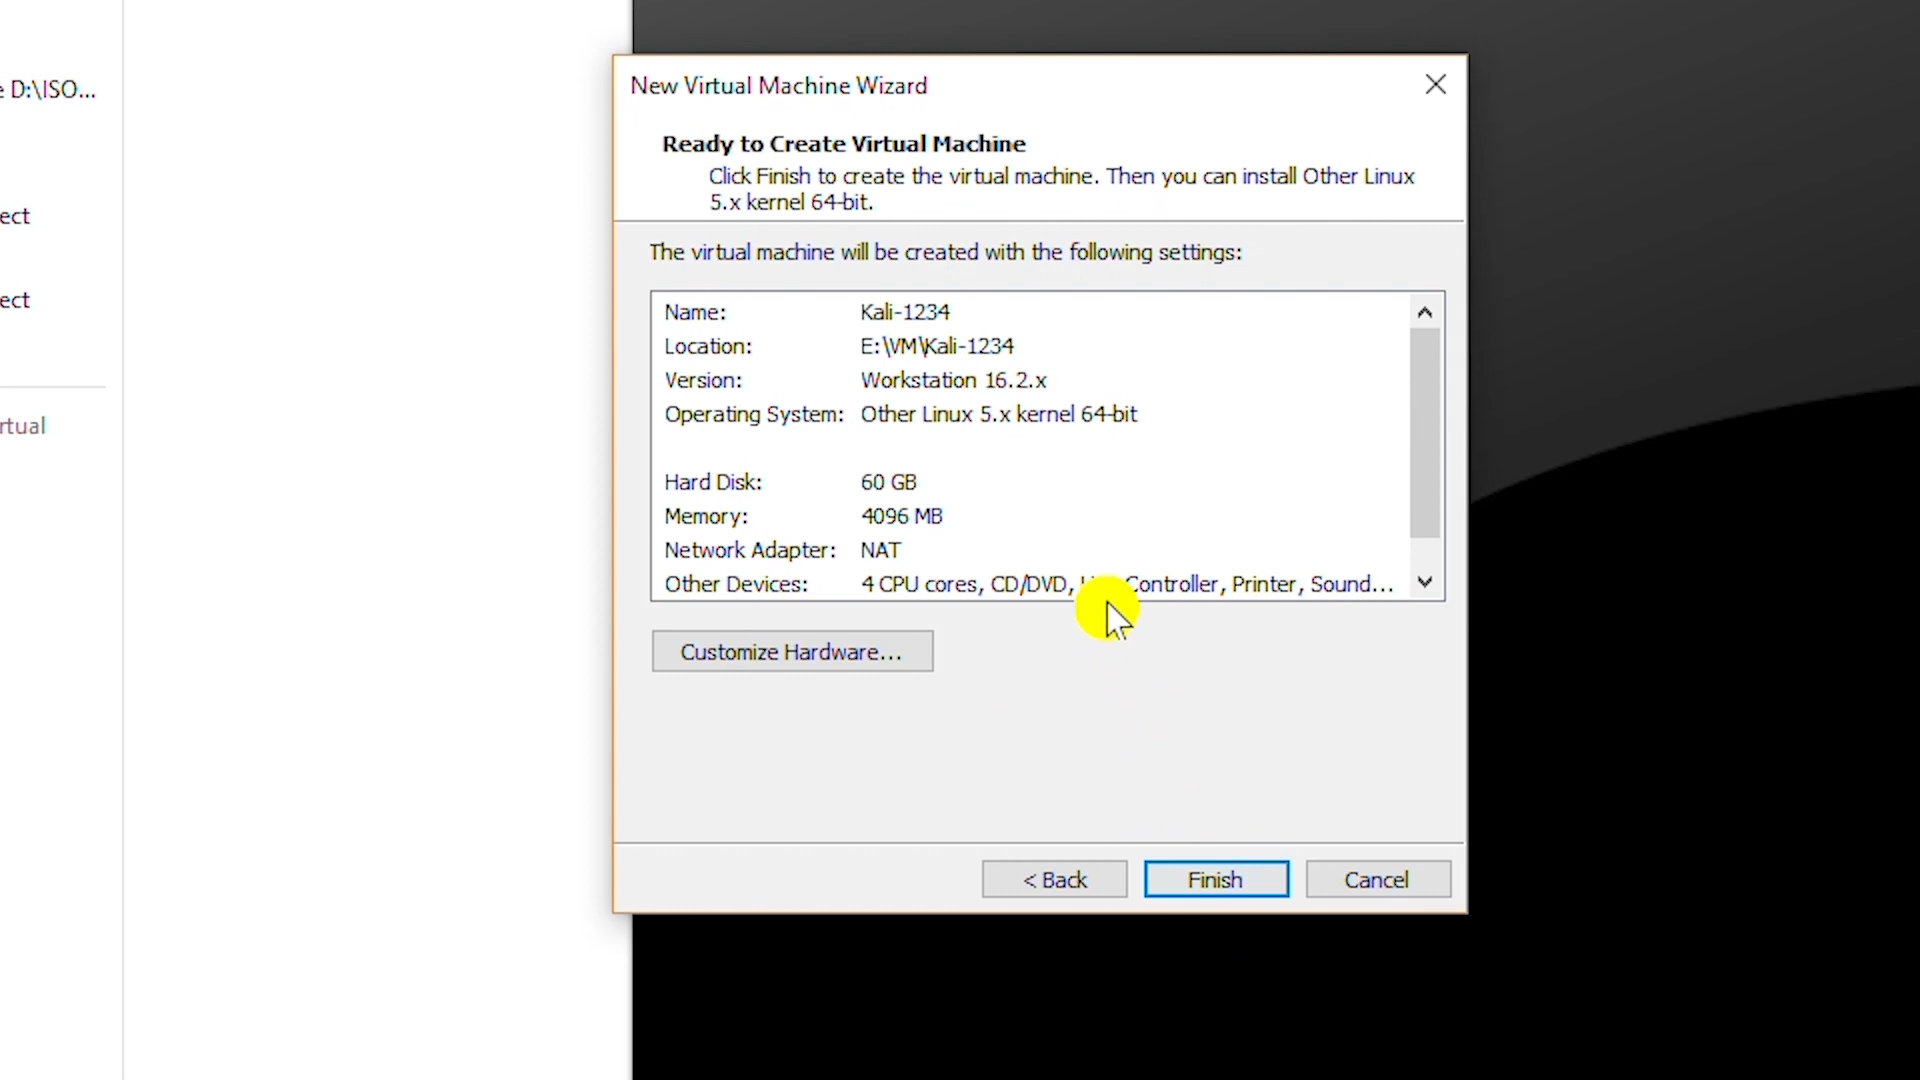 e D:\ISO...
ect
ect
rtual
New Virtual Machine Wizard
Ready to Create Virtual Machine
Click Finish to create the virtual machine. Then you can install Other Linux
5.x kernel 64-bit.
The virtual machine will be created with the following settings:
Name: Kali-1234
Location: E:\VM\Kali-1234
Version: Workstation 16.2.x
Operating System: Other Linux 5.x kernel 64-bit
Hard Disk: 60 GB
Memory: 4096 MB
Network Adapter: NAT
Other Devices: 4 CPU cores, CD/DVD, Controller, Printer, Sound...
Customize Hardware...
< Back
Finish
Cancel